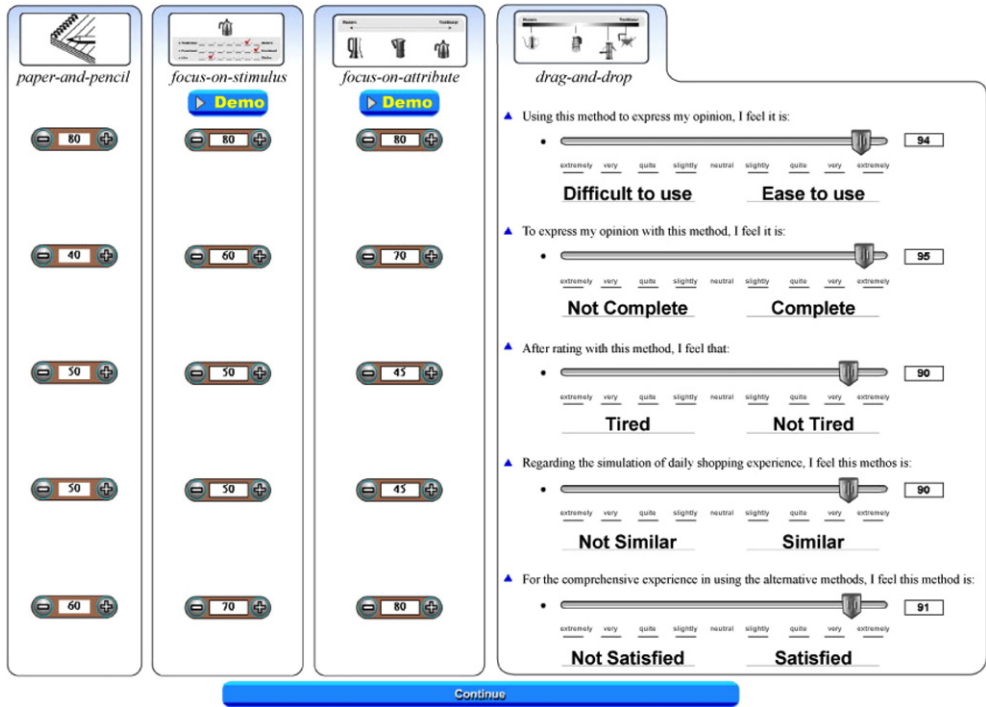 paper-and-pencil
80
40
50
50
60
focus-on-stimulus
Demo
80
60
50
50
70
Modern Traditional
focus-on-attribute
Demo
80
70
45
45
80
Modern Traditional
drag-and-drop
Using this method to express my opinion, I feel it is:
94
extremely very quite slightly neutral slightly quite very extremely
Difficult to use Ease to use
To express my opinion with this method, I feel it is:
95
extremely very quite slightly neutral slightly quite very extremely
Not Complete Complete
After rating with this method, I feel that:
90
extremely very quite slightly neutral slightly quite very extremely
Tired Not Tired
Regarding the simulation of daily shopping experience, I feel this methos is:
90
extremely very quite slightly neutral slightly quite very extremely
Not Similar Similar
For the comprehensive experience in using the alternative methods, I feel this method is:
91
extremely very quite slightly neutral slightly quite very extremely
Not Satisfied Satisfied
Continue